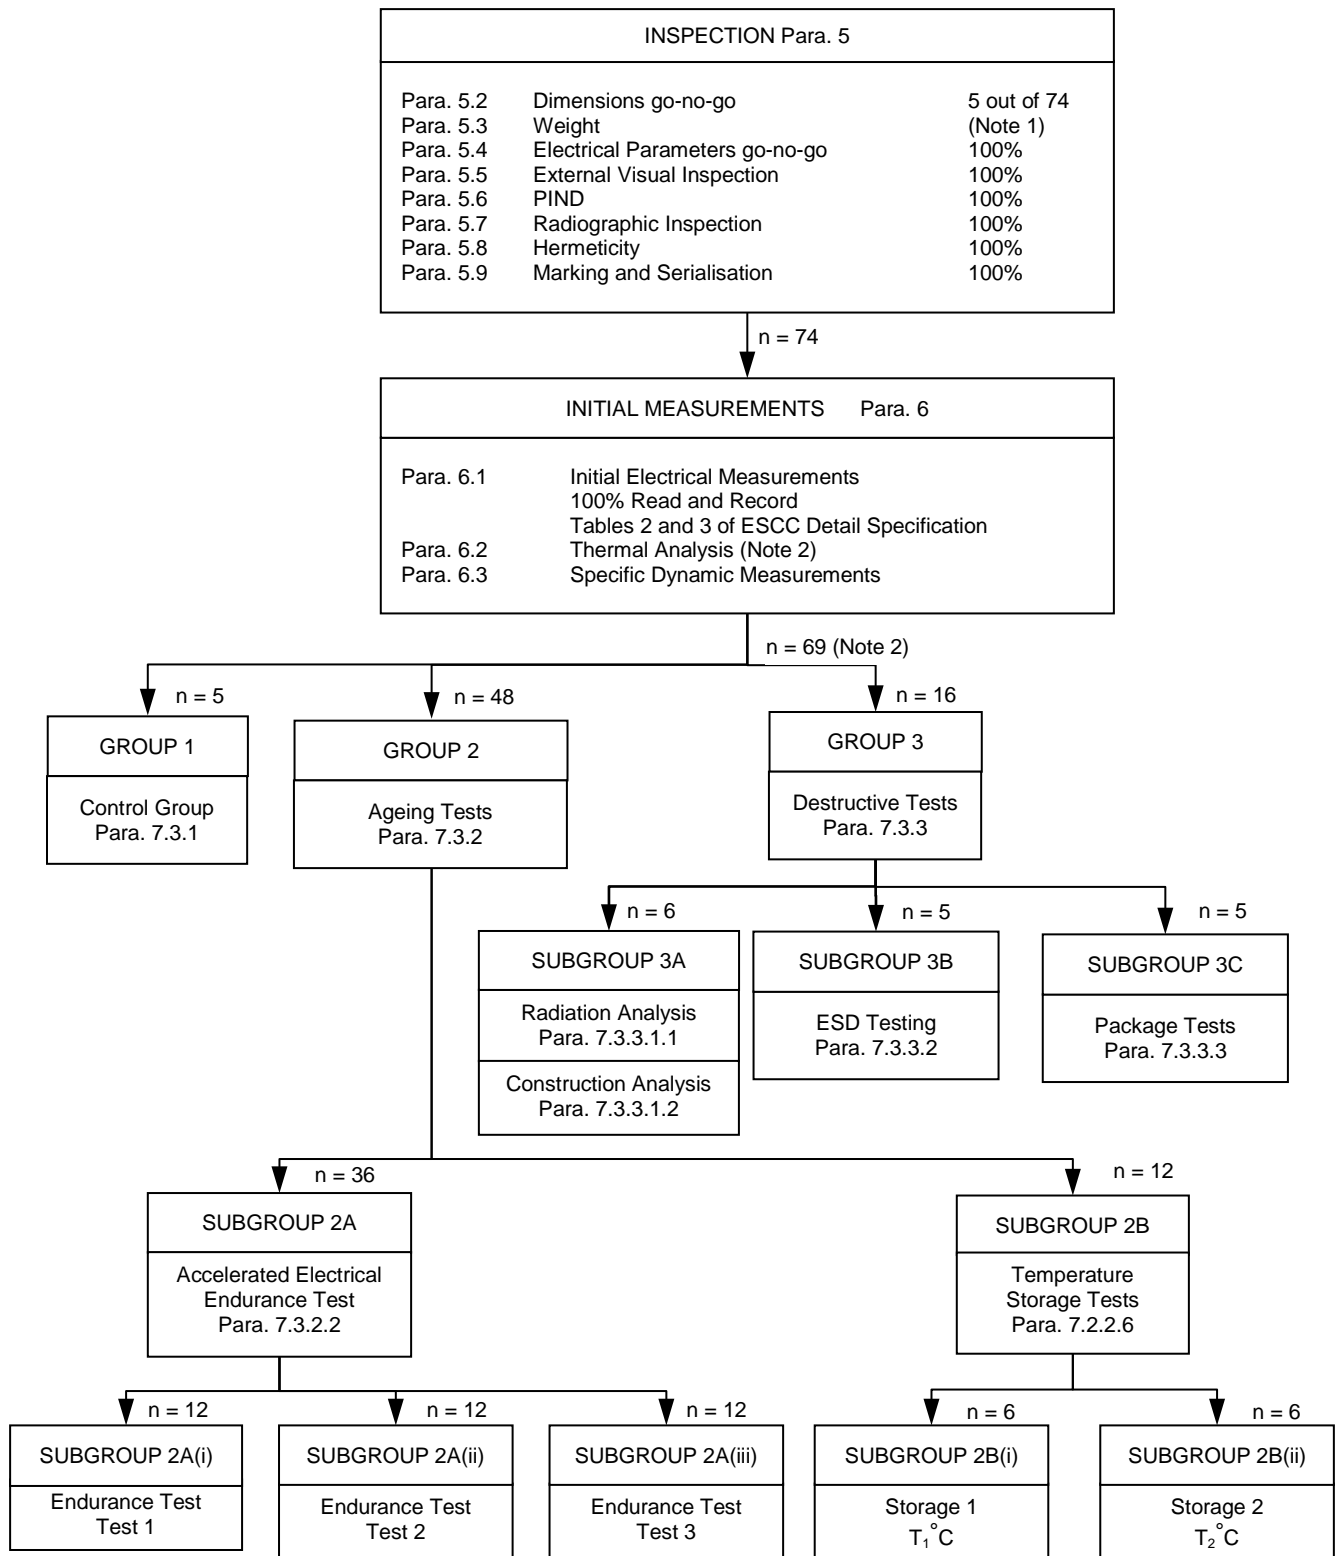 INSPECTION Para. 5
Para. 5.2 Dimensions go-no-go 5 out of 74
Para. 5.3 Weight (Note 1)
Para. 5.4 Electrical Parameters go-no-go 100%
Para. 5.5 External Visual Inspection 100%
Para. 5.6 PIND 100%
Para. 5.7 Radiographic Inspection 100%
Para. 5.8 Hermeticity 100%
Para. 5.9 Marking and Serialisation 100%
n = 74
INITIAL MEASUREMENTS Para. 6
Para. 6.1 Initial Electrical Measurements
100% Read and Record
Tables 2 and 3 of ESCC Detail Specification
Para. 6.2 Thermal Analysis (Note 2)
Para. 6.3 Specific Dynamic Measurements
n = 69 (Note 2)
n = 5
GROUP 1
Control Group
Para. 7.3.1
n = 48
GROUP 2
Ageing Tests
Para. 7.3.2
n = 16
GROUP 3
Destructive Tests
Para. 7.3.3
n = 6
SUBGROUP 3A
Radiation Analysis
Para. 7.3.3.1.1
Construction Analysis
Para. 7.3.3.1.2
n = 5
SUBGROUP 3B
ESD Testing
Para. 7.3.3.2
n = 5
SUBGROUP 3C
Package Tests
Para. 7.3.3.3
n = 36
SUBGROUP 2A
Accelerated Electrical
Endurance Test
Para. 7.3.2.2
n = 12
SUBGROUP 2B
Temperature
Storage Tests
Para. 7.2.2.6
n = 12
SUBGROUP 2A(i)
Endurance Test
Test 1
n = 12
SUBGROUP 2A(ii)
Endurance Test
Test 2
n = 12
SUBGROUP 2A(iii)
Endurance Test
Test 3
n = 6
SUBGROUP 2B(i)
Storage 1
T₁°C
n = 6
SUBGROUP 2B(ii)
Storage 2
T₂°C